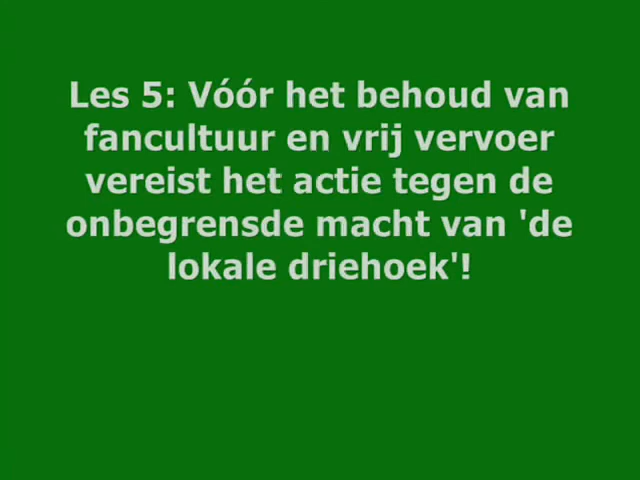 Les 5: Vóór het behoud van
fancultuur en vrij vervoer
vereist het actie tegen de
onbegrensde macht van 'de
lokale driehoek'!